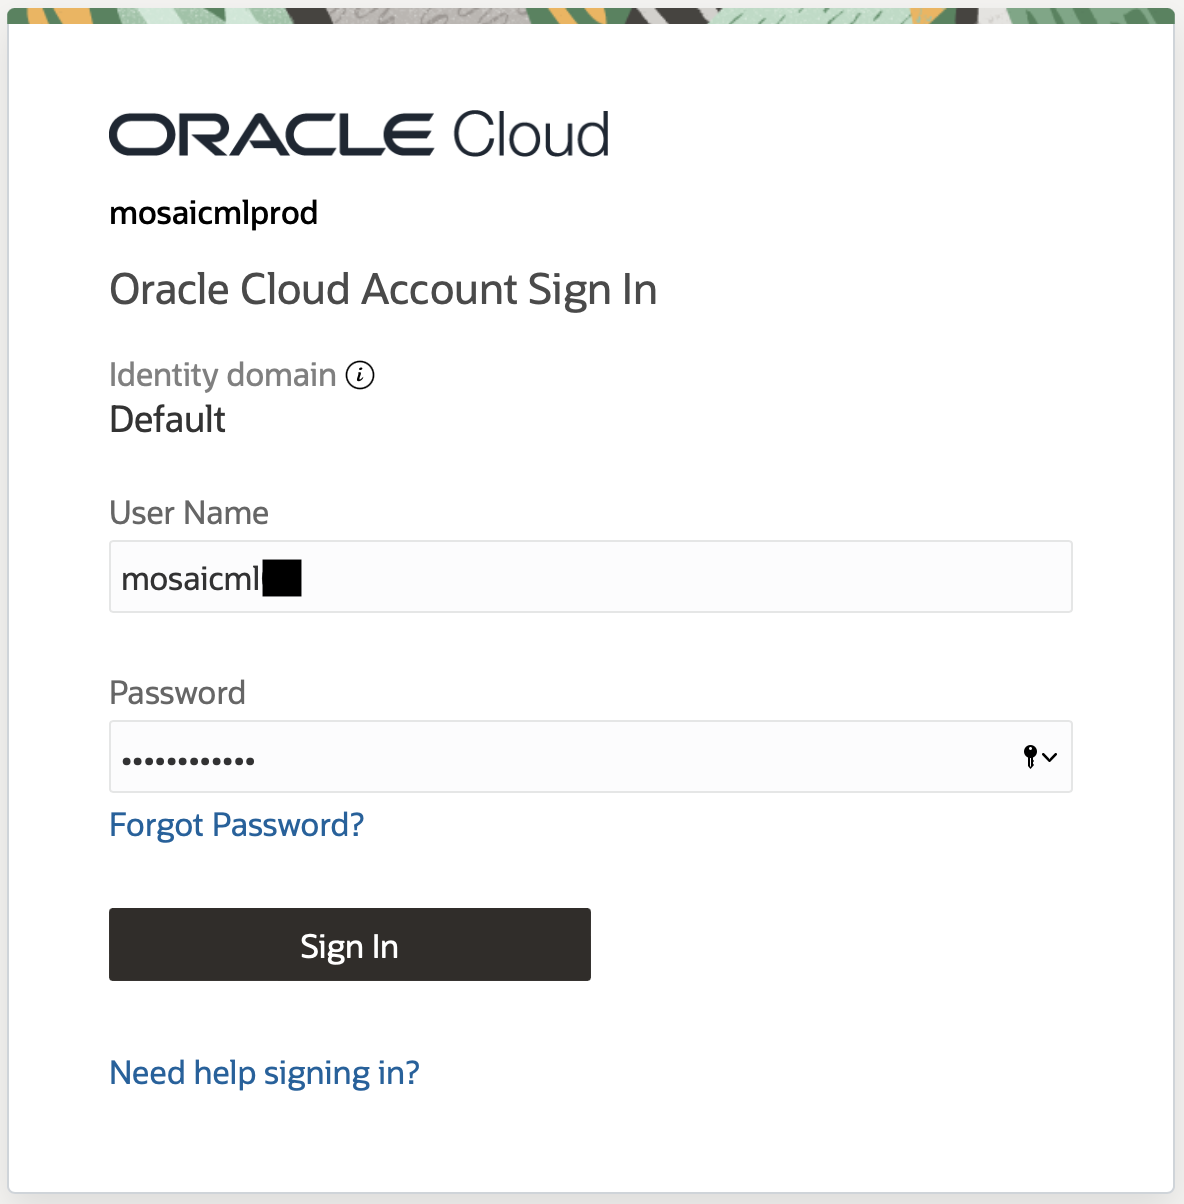 ORACLE Cloud
mosaicmlprod
Oracle Cloud Account Sign In
Identity domain
Default
User Name
mosaicml
Password
••••••••••••
Forgot Password?
Sign In
Need help signing in?